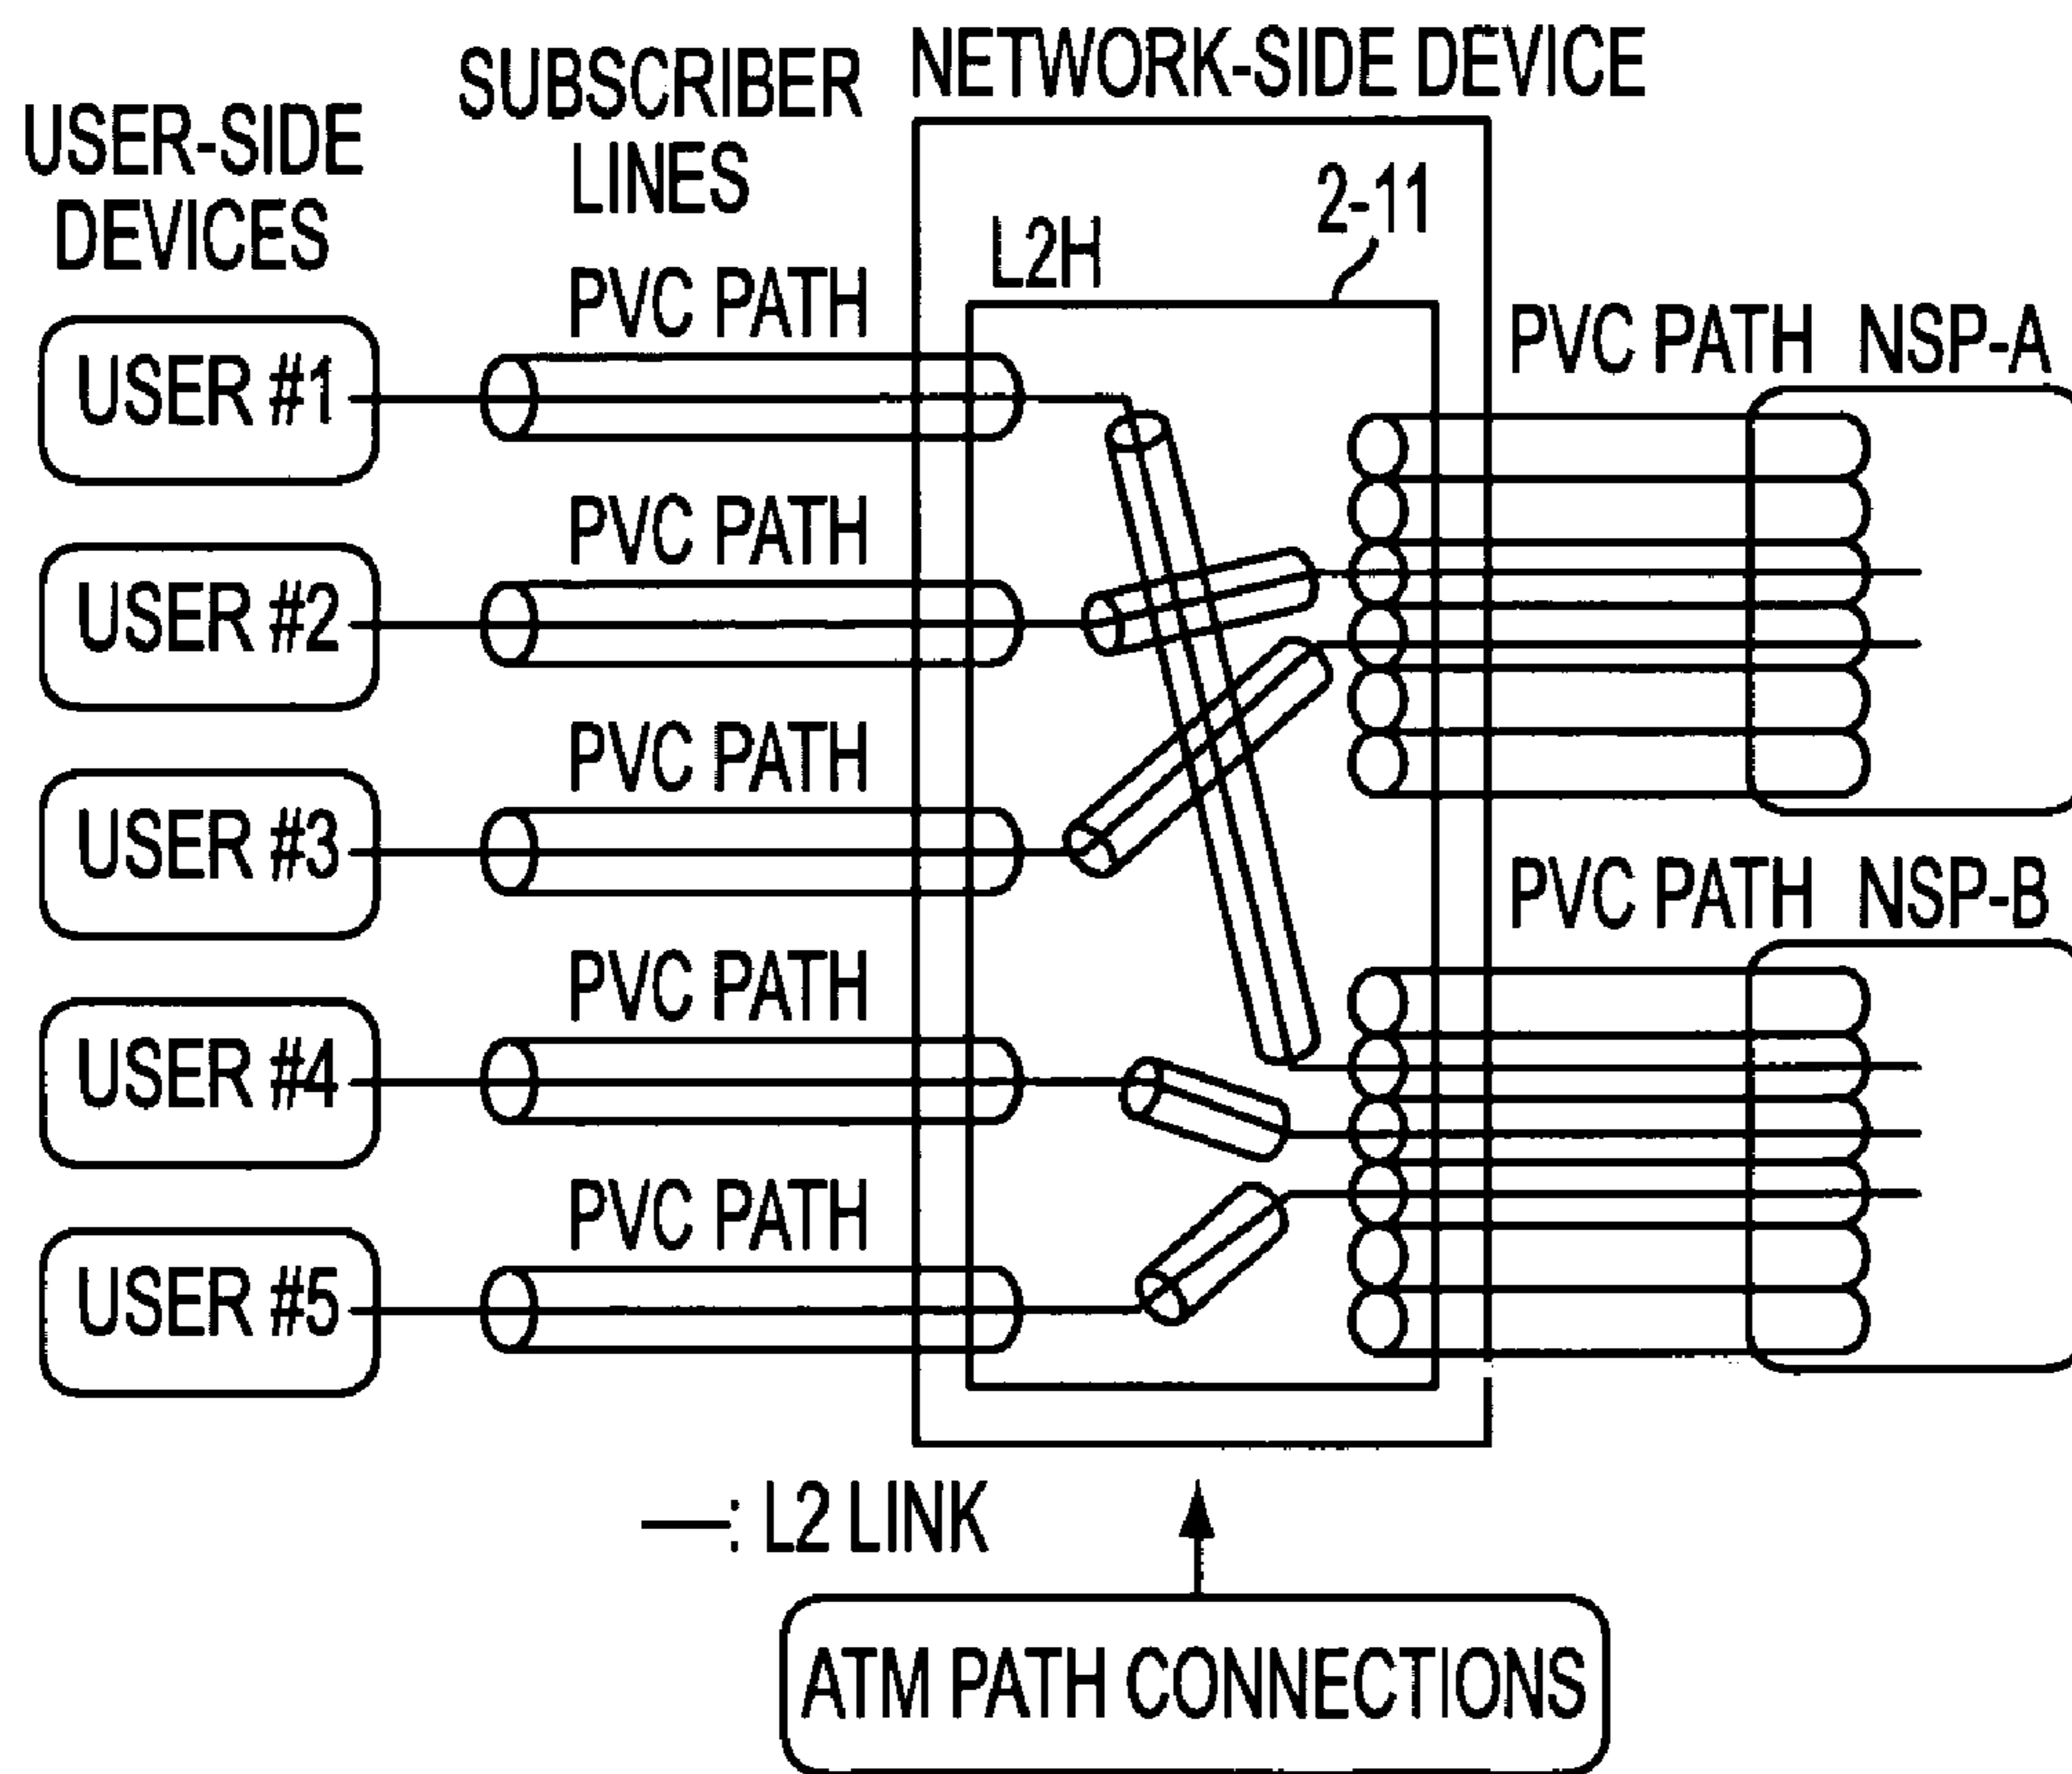 USER-SIDE
DEVICES
SUBSCRIBER
LINES
NETWORK-SIDE DEVICE
2-11
L2H
PVC PATH
USER #1
PVC PATH
USER #2
PVC PATH
USER #3
PVC PATH
USER #4
PVC PATH
USER #5
PVC PATH NSP-A
PVC PATH NSP-B
—: L2 LINK
ATM PATH CONNECTIONS